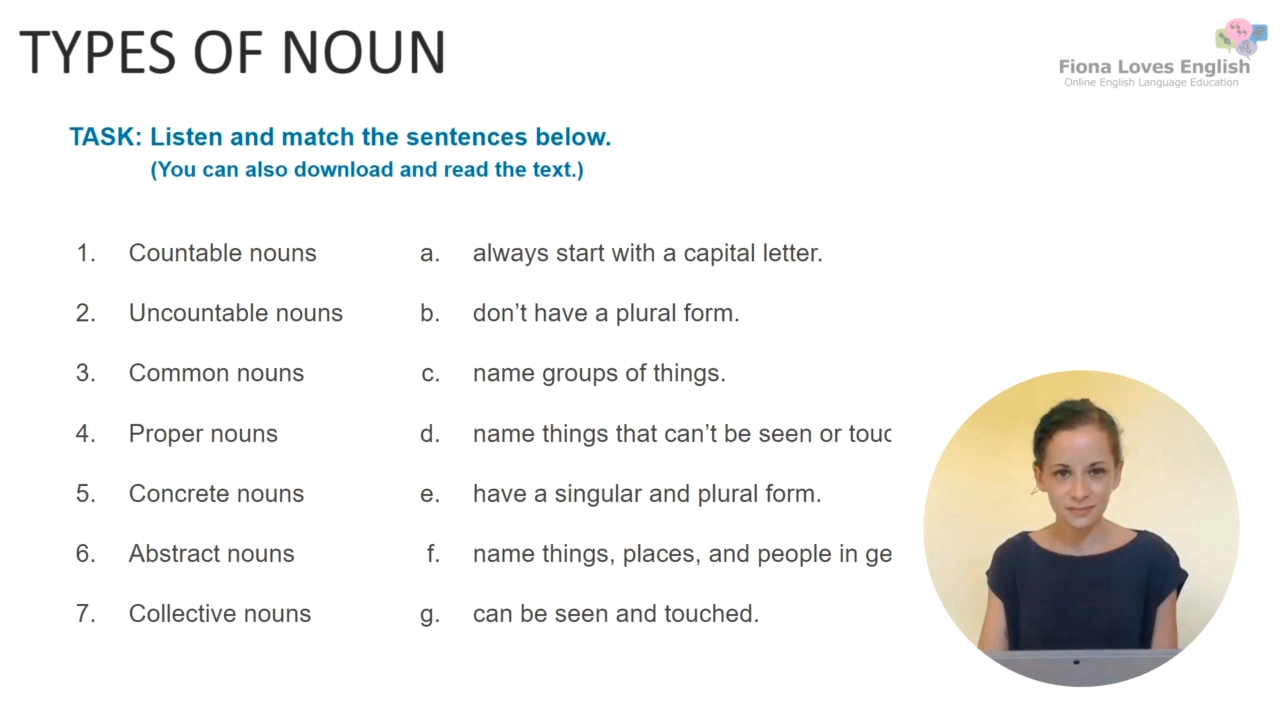 TYPES OF NOUN
Fiona Loves English
Online English Language Education
TASK: Listen and match the sentences below.
(You can also download and read the text.)
1. Countable nouns a. always start with a capital letter.
2. Uncountable nouns b. don't have a plural form.
3. Common nouns c. name groups of things.
4. Proper nouns d. name things that can't be seen or
5. Concrete nouns e. have a singular and plural form.
6. Abstract nouns f. name things, places, and people in
7. Collective nouns g. can be seen and touched.